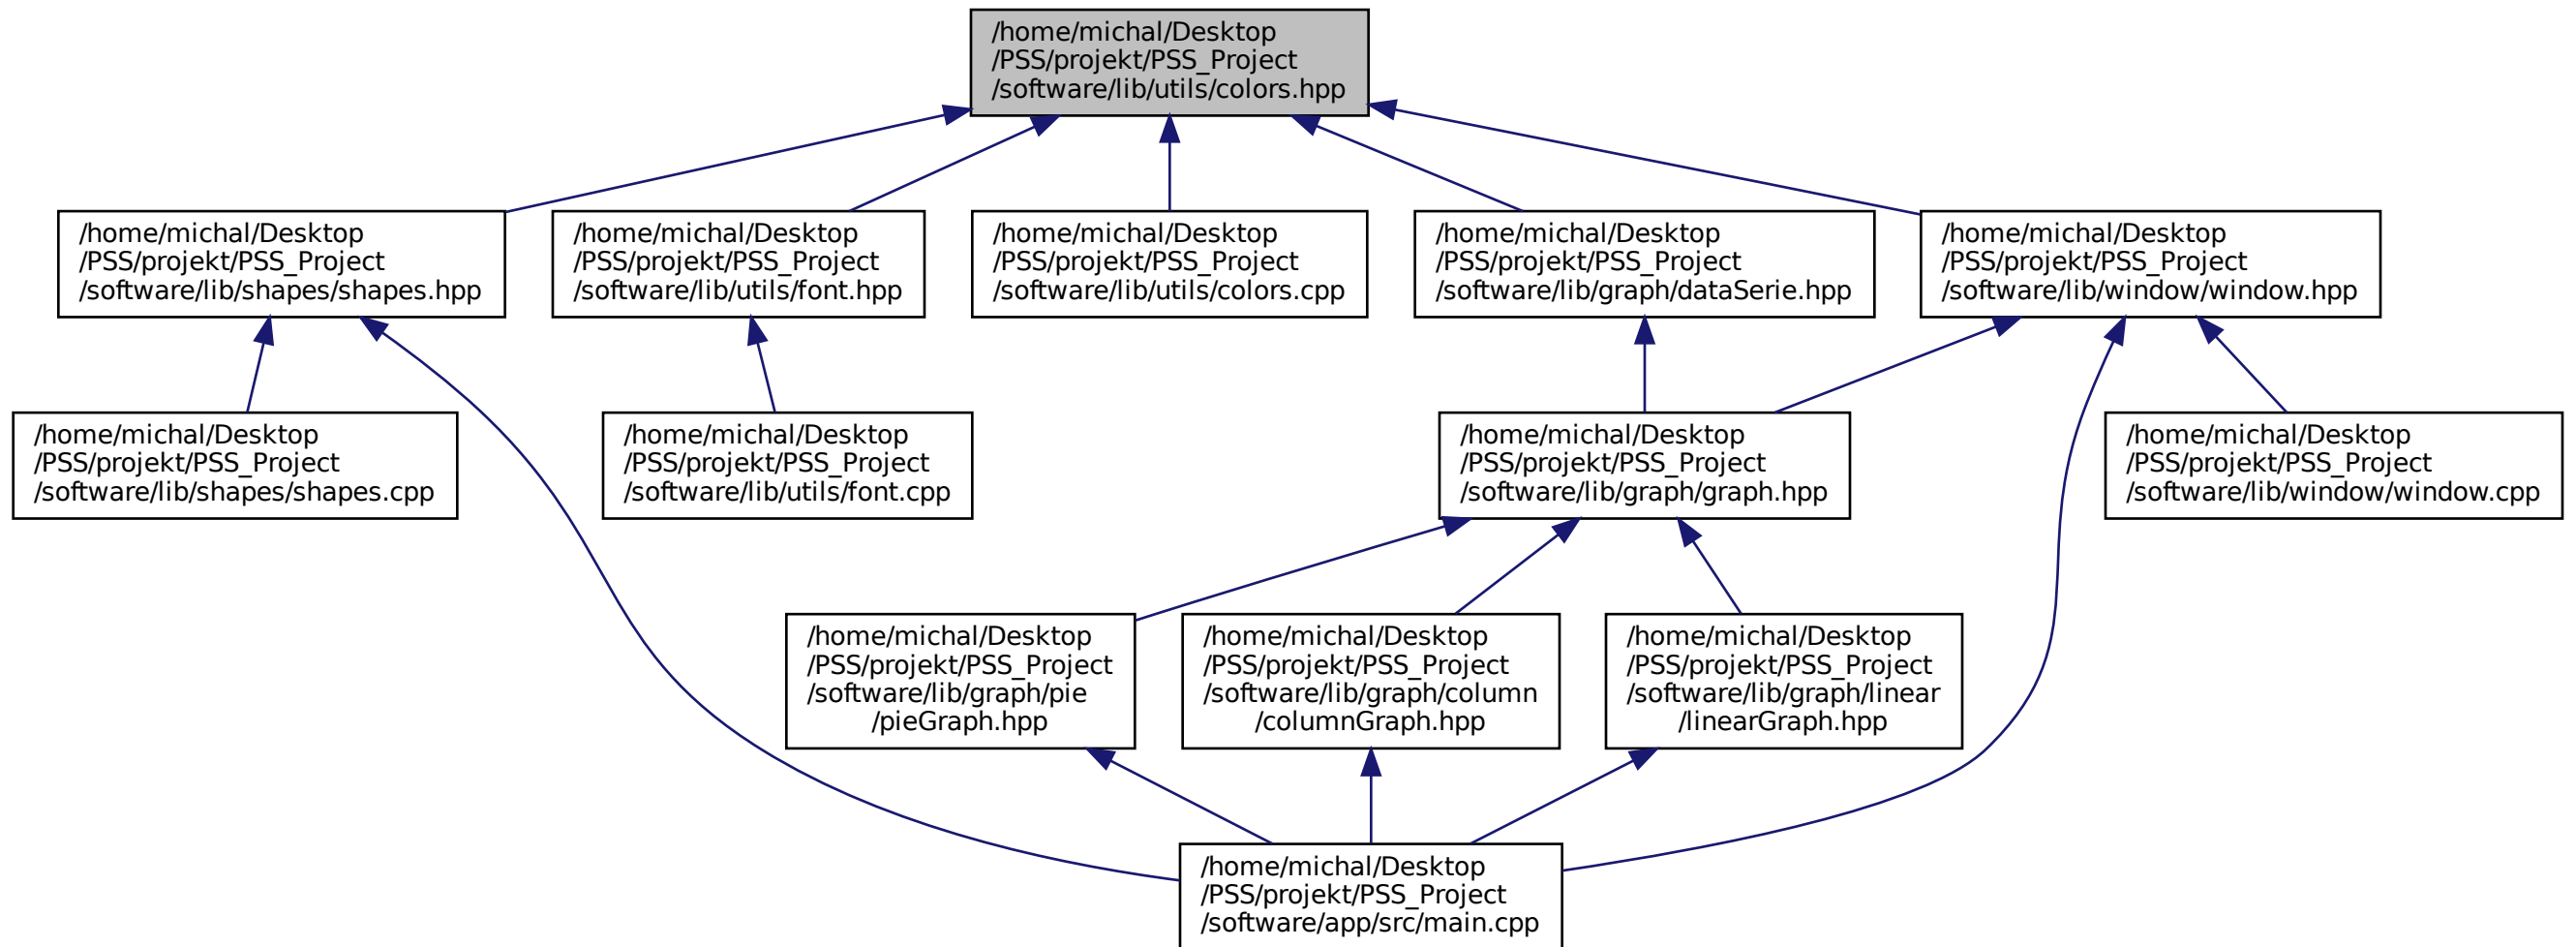 /home/michal/Desktop
/PSS/projekt/PSS_Project
/software/lib/utils/colors.hpp
/home/michal/Desktop
/PSS/projekt/PSS_Project
/software/lib/shapes/shapes.hpp
/home/michal/Desktop
/PSS/projekt/PSS_Project
/software/lib/utils/font.hpp
/home/michal/Desktop
/PSS/projekt/PSS_Project
/software/lib/utils/colors.cpp
/home/michal/Desktop
/PSS/projekt/PSS_Project
/software/lib/graph/dataSerie.hpp
/home/michal/Desktop
/PSS/projekt/PSS_Project
/software/lib/window/window.hpp
/home/michal/Desktop
/PSS/projekt/PSS_Project
/software/lib/shapes/shapes.cpp
/home/michal/Desktop
/PSS/projekt/PSS_Project
/software/lib/utils/font.cpp
/home/michal/Desktop
/PSS/projekt/PSS_Project
/software/lib/graph/graph.hpp
/home/michal/Desktop
/PSS/projekt/PSS_Project
/software/lib/window/window.cpp
/home/michal/Desktop
/PSS/projekt/PSS_Project
/software/lib/graph/pie
/pieGraph.hpp
/home/michal/Desktop
/PSS/projekt/PSS_Project
/software/lib/graph/column
/columnGraph.hpp
/home/michal/Desktop
/PSS/projekt/PSS_Project
/software/lib/graph/linear
/linearGraph.hpp
/home/michal/Desktop
/PSS/projekt/PSS_Project
/software/app/src/main.cpp